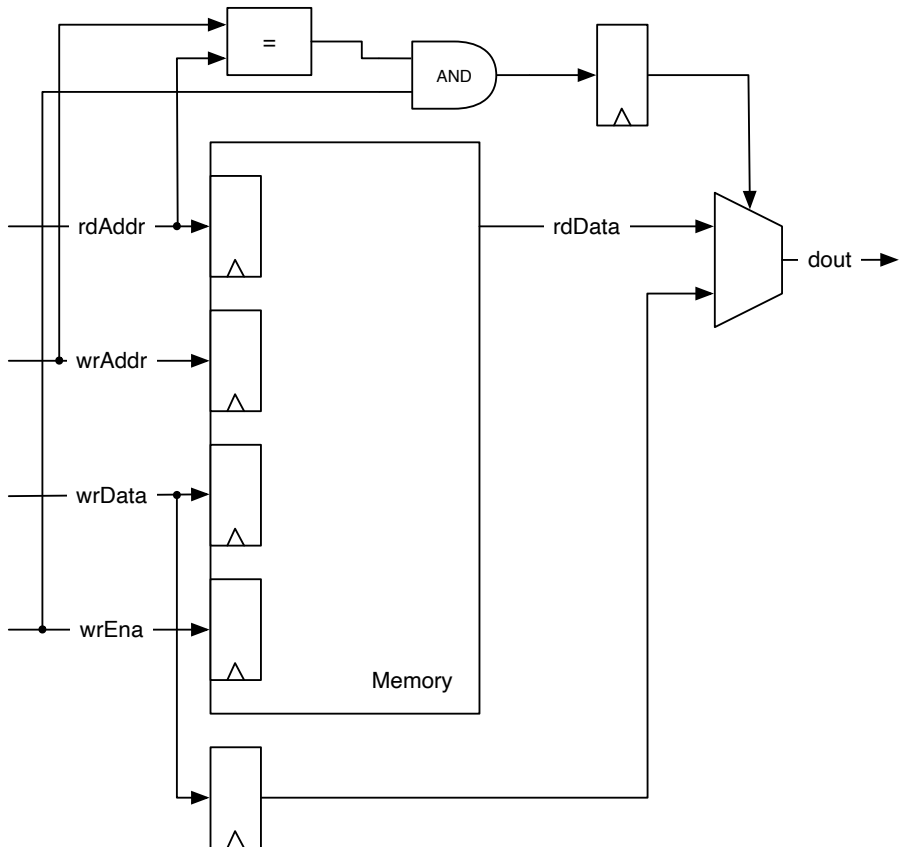 =
AND
rdAddr
rdData
dout
wrAddr
wrData
wrEna
Memory